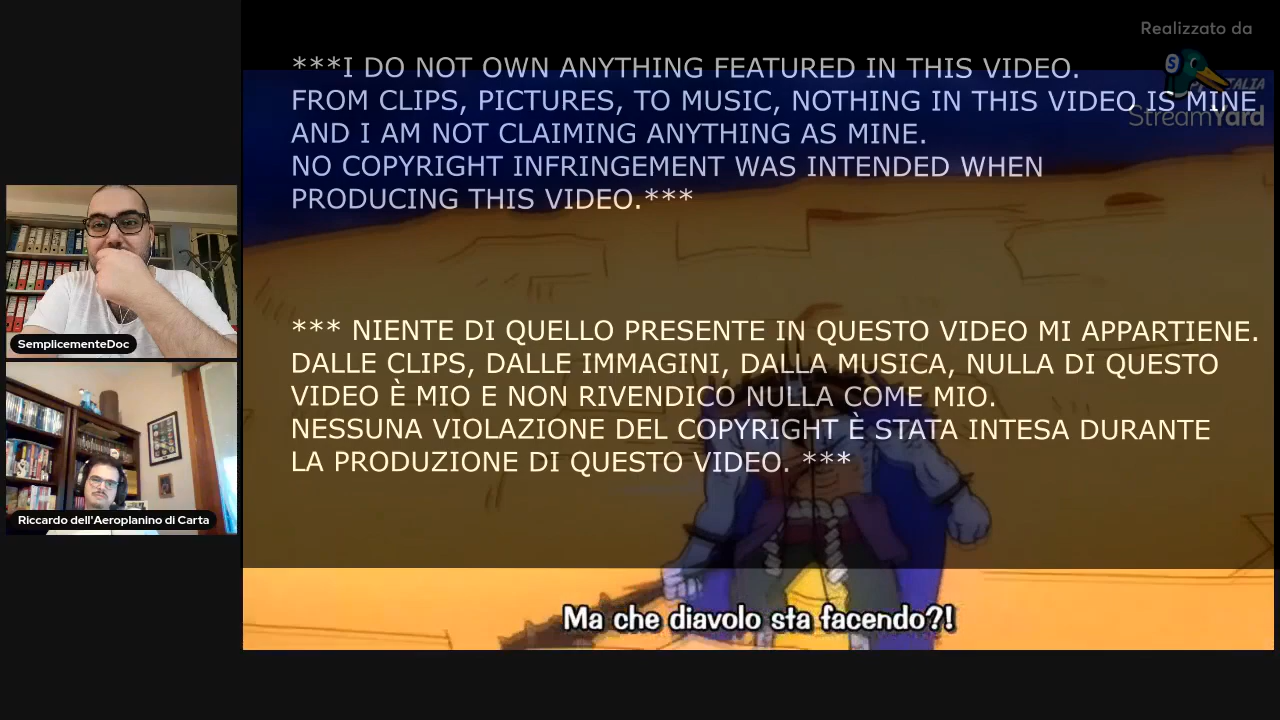 Realizzato da
***I DO NOT OWN ANYTHING FEATURED IN THIS VIDEO.
FROM CLIPS, PICTURES, TO MUSIC, NOTHING IN THIS VIDEO IS MINE
AND I AM NOT CLAIMING ANYTHING AS MINE.
NO COPYRIGHT INFRINGEMENT WAS INTENDED WHEN
PRODUCING THIS VIDEO.***
S
ITALIA
StreamYard
*** NIENTE DI QUELLO PRESENTE IN QUESTO VIDEO MI APPARTIENE.
DALLE CLIPS, DALLE IMMAGINI, DALLA MUSICA, NULLA DI QUESTO
VIDEO È MIO E NON RIVENDICO NULLA COME MIO.
NESSUNA VIOLAZIONE DEL COPYRIGHT È STATA INTESA DURANTE
LA PRODUZIONE DI QUESTO VIDEO. ***
SemplicementeDoc
Riccardo dell'Aeroplanino di Carta
Ma che diavolo sta facendo?!